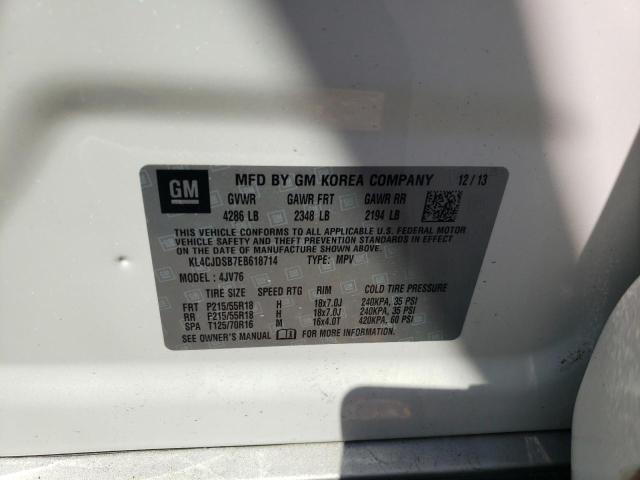 GM
MFD BY GM KOREA COMPANY 12/13
GVWR GAWR FRT GAWR RR
4286 LB 2348 LB 2194 LB
THIS VEHICLE CONFORMS TO ALL APPLICABLE U.S. FEDERAL MOTOR
VEHICLE SAFETY, BUMPER, AND THEFT PREVENTION STANDARDS IN EFFECT
ON THE DATE OF MANUFACTURE SHOWN ABOVE.
KL4CJDSB7EB618714 TYPE: MPV
MODEL: 4JV76
TIRE SIZE SPEED RTG RIM COLD TIRE PRESSURE
FRT P215/55R18 H 18x7.0J 240KPA, 35 PSI
RR P215/55R18 H 18x7.0J 240KPA, 35 PSI
SPA T125/70R16 M 16x4.0T 420KPA, 60 PSI
SEE OWNER'S MANUAL FOR MORE INFORMATION.